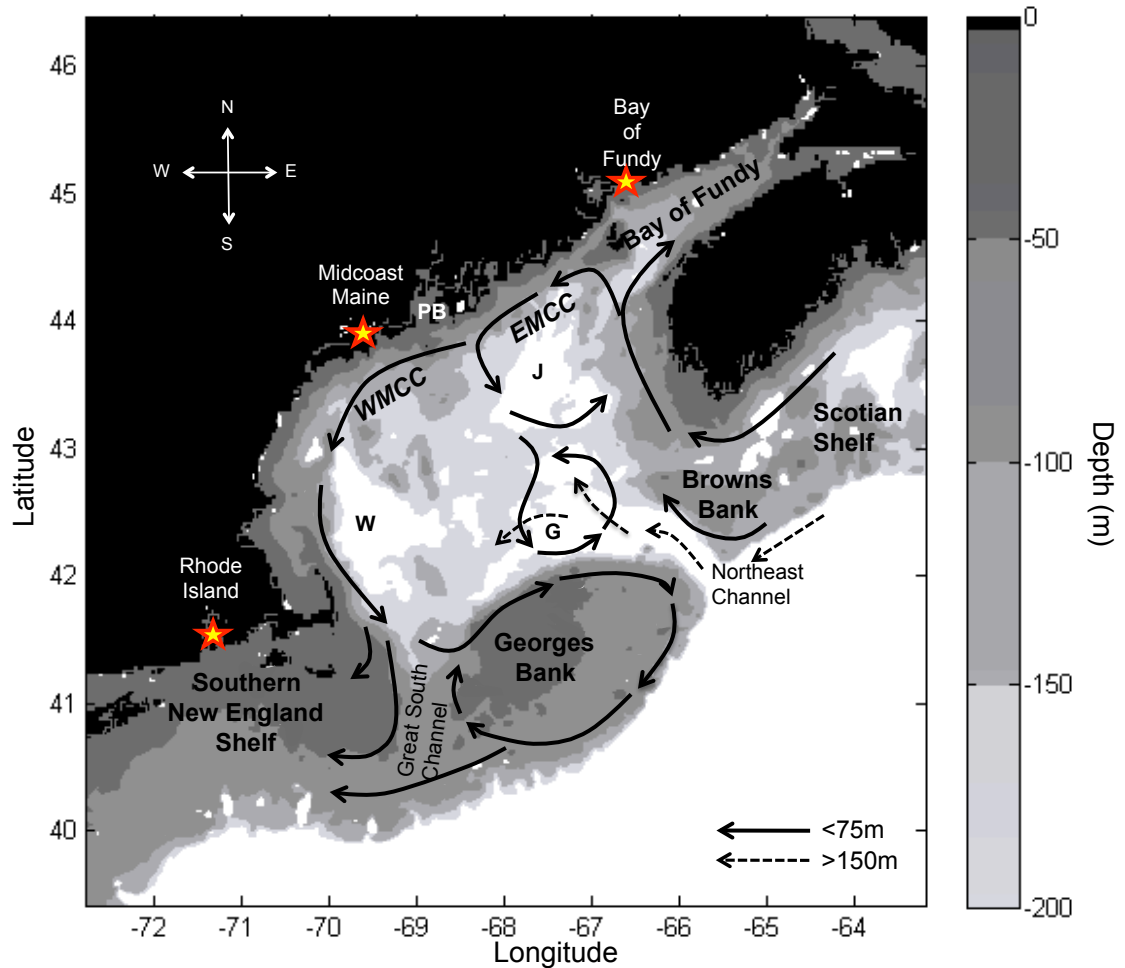 N
W
E
S
Bay
of
Fundy
Bay of Fundy
Midcoast
Maine
PB
EMCC
WMCC
J
Scotian
Shelf
Browns
Bank
W
G
Northeast
Channel
Rhode
Island
Georges
Bank
Southern
New England
Shelf
Great South
Channel
<75m
>150m
46
45
44
43
42
41
40
Latitude
-72
-71
-70
-69
-68
-67
-66
-65
-64
Longitude
0
-50
-100
-150
-200
Depth (m)